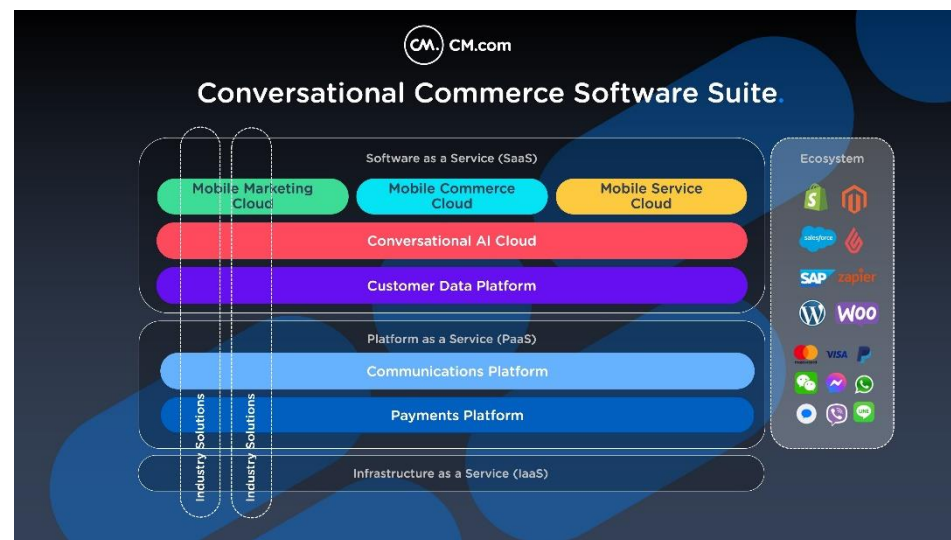 CM. CM.com
Conversational Commerce Software Suite.
Software as a Service (SaaS)
Mobile Marketing
Cloud
Mobile Commerce
Cloud
Mobile Service
Cloud
Conversational AI Cloud
Customer Data Platform
Platform as a Service (PaaS)
Communications Platform
Payments Platform
Infrastructure as a Service (IaaS)
Industry Solutions
Industry Solutions
Ecosystem
salesforce
SAP zapier
WOO
VISA
LINE